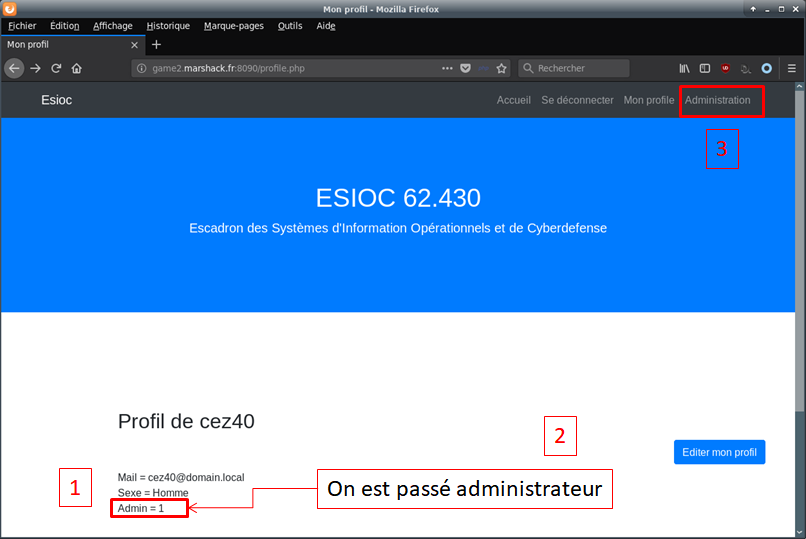 Mon profil - Mozilla Firefox
Fichier Édition Affichage Historique Marque-pages Outils Aide
Mon profil
game2.marshack.fr:8090/profile.php
Rechercher
Esioc
Accueil Se déconnecter Mon profile Administration
3
ESIOC 62.430
Escadron des Systèmes d'Information Opérationnels et de Cyberdefense
Profil de cez40
2
Editer mon profil
1
Mail = cez40@domain.local
Sexe = Homme
Admin = 1
On est passé administrateur